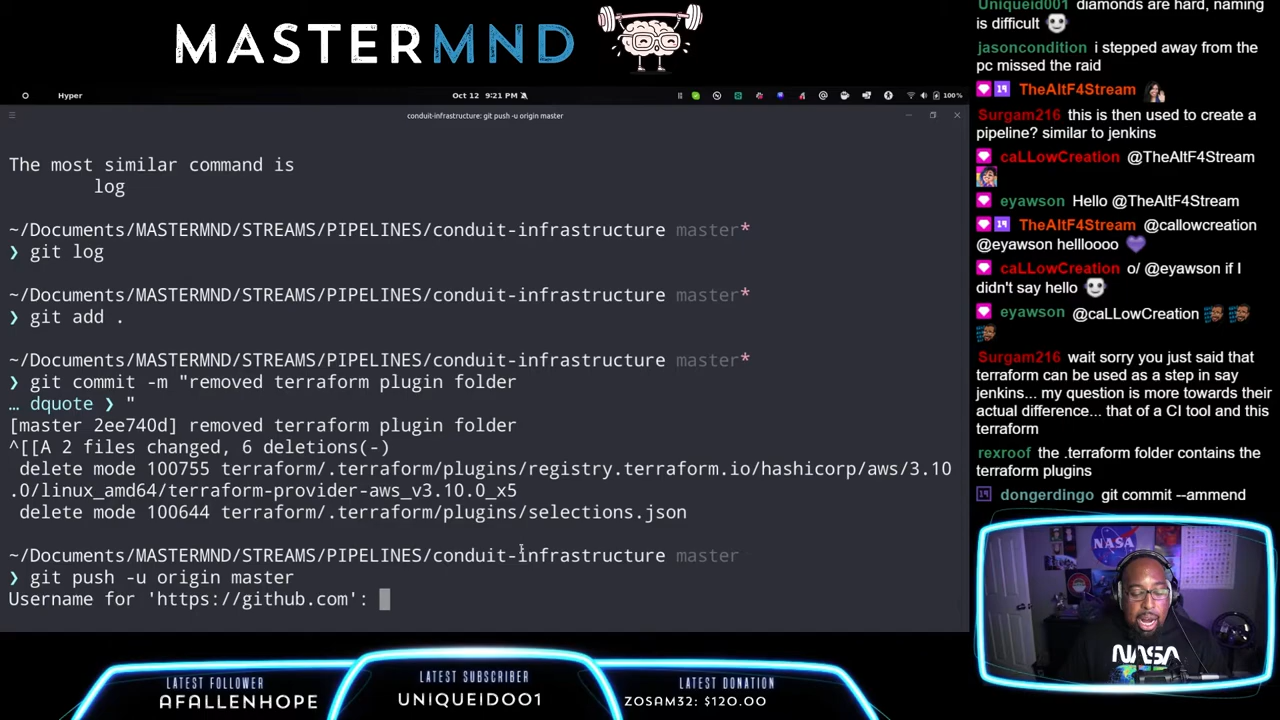 MASTERMND
Hyper
Oct 12 9:21 PM
100%
conduit-infrastructure: git push -u origin master
The most similar command is
log
~/Documents/MASTERMND/STREAMS/PIPELINES/conduit-infrastructure master*
❯ git log
~/Documents/MASTERMND/STREAMS/PIPELINES/conduit-infrastructure master*
❯ git add .
~/Documents/MASTERMND/STREAMS/PIPELINES/conduit-infrastructure master*
❯ git commit -m "removed terraform plugin folder
… dquote ❯ "
[master 2ee740d] removed terraform plugin folder
^[[A 2 files changed, 6 deletions(-)
delete mode 100755 terraform/.terraform/plugins/registry.terraform.io/hashicorp/aws/3.10
.0/linux_amd64/terraform-provider-aws_v3.10.0_x5
delete mode 100644 terraform/.terraform/plugins/selections.json
~/Documents/MASTERMND/STREAMS/PIPELINES/conduit-infrastructure master
❯ git push -u origin master
Username for 'https://github.com':
Uniqueid001 diamonds are hard, naming
is difficult
jasoncondition i stepped away from the
pc missed the raid
19 TheAltF4Stream
Surgam216 this is then used to create a
pipeline? similar to jenkins
caLLowCreation @TheAltF4Stream
eyawson Hello @TheAltF4Stream
19 TheAltF4Stream @callowcreation
@eyawson hellloooo
caLLowCreation o/ @eyawson if I
didn't say hello
eyawson @caLLowCreation
Surgam216 wait sorry you just said that
terraform can be used as a step in say
jenkins... my question is more towards their
actual difference... that of a CI tool and this
terraform
rexroof the .terraform folder contains the
terraform plugins
19 dongerdingo git commit --ammend
NASA
NASA
LATEST FOLLOWER
AFALLENHOPE
LATEST SUBSCRIBER
UNIQUEID001
LATEST DONATION
ZOSAM32: $120.00